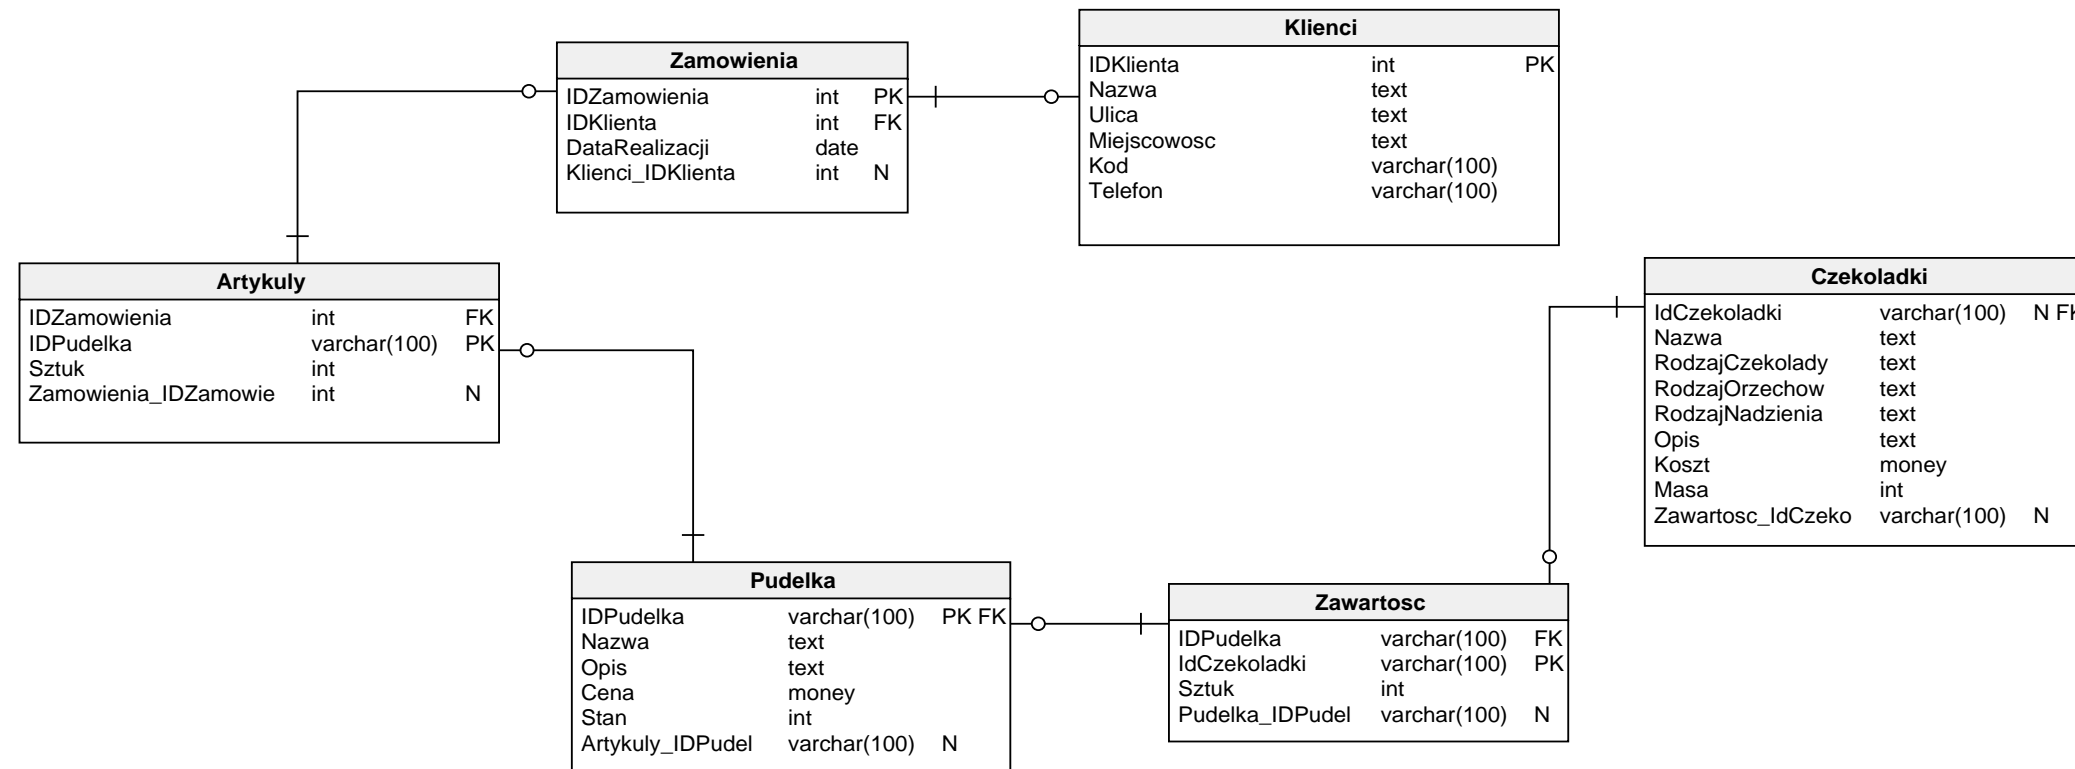 Zamowienia
IDZamowienia int PK
IDKlienta int FK
DataRealizacji date
Klienci_IDKlienta int N
Klienci
IDKlienta int PK
Nazwa text
Ulica text
Miejscowosc text
Kod varchar(100)
Telefon varchar(100)
Artykuly
IDZamowienia int FK
IDPudelka varchar(100) PK
Sztuk int
Zamowienia_IDZamowie int N
Czekoladki
IdCzekoladki varchar(100) N FK
Nazwa text
RodzajCzekolady text
RodzajOrzechow text
RodzajNadzienia text
Opis text
Koszt money
Masa int
Zawartosc_IdCzeko varchar(100) N
Pudelka
IDPudelka varchar(100) PK FK
Nazwa text
Opis text
Cena money
Stan int
Artykuly_IDPudel varchar(100) N
Zawartosc
IDPudelka varchar(100) FK
IdCzekoladki varchar(100) PK
Sztuk int
Pudelka_IDPudel varchar(100) N